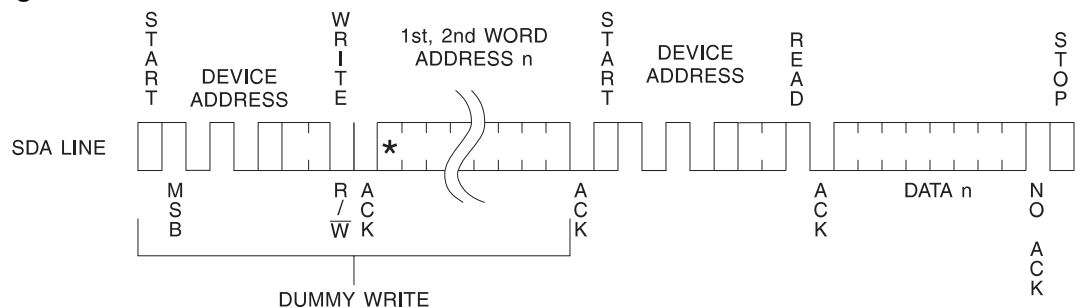 START
WRITE
1st, 2nd WORD
ADDRESS n
START
READ
STOP
DEVICE
ADDRESS
DEVICE
ADDRESS
SDA LINE
*
MSB
R/W
ACK
ACK
ACK
DATA n
NO ACK
DUMMY WRITE